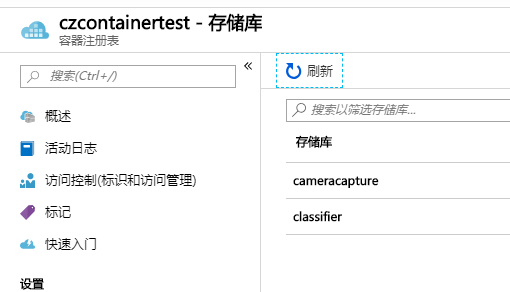 czcontainertest - 存储库
容器注册表
搜索(Ctrl+/)
概述
活动日志
访问控制(标识和访问管理)
标记
快速入门
设置
刷新
搜索以筛选存储库...
存储库
cameracapture
classifier